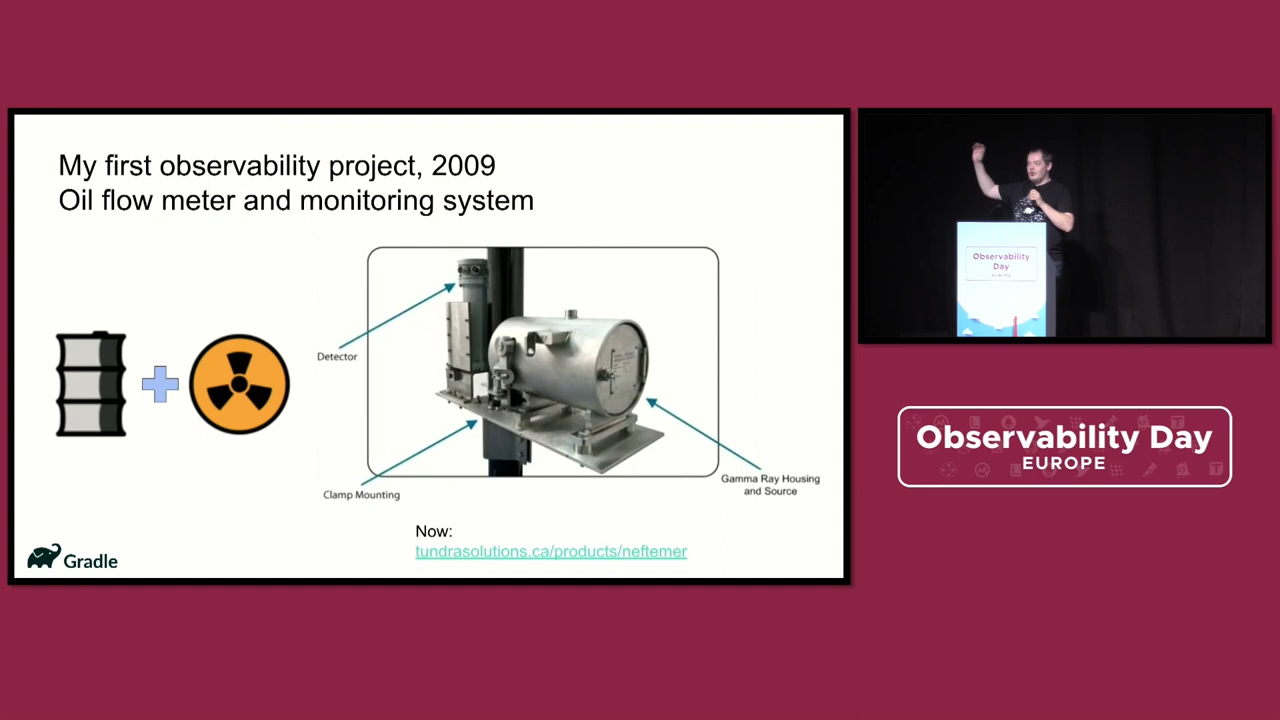 My first observability project, 2009
Oil flow meter and monitoring system
Detector
Clamp Mounting
Gamma Ray Housing
and Source
Now:
tundrasolutions.ca/products/neftemer
Gradle
Observability
Day
Observability Day
EUROPE